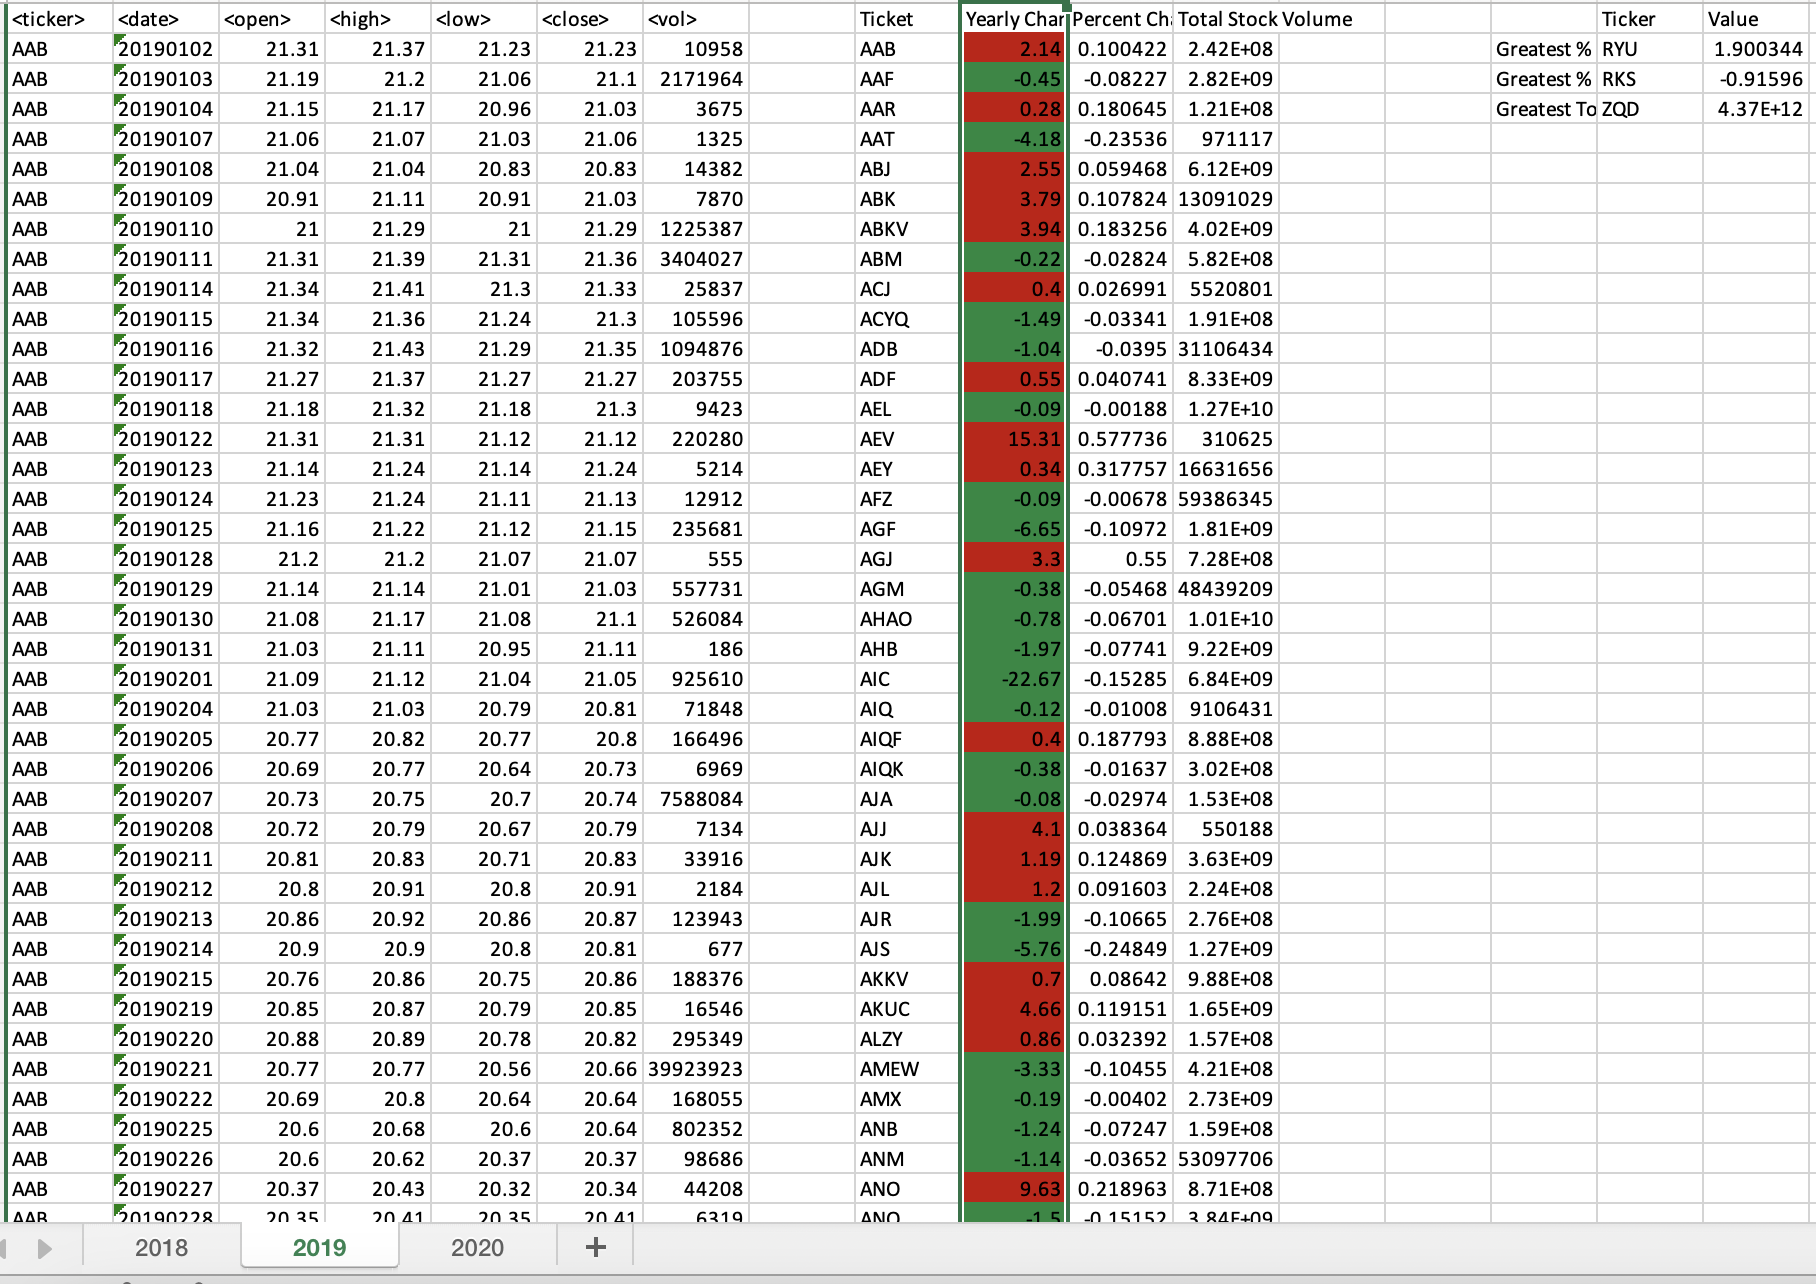 <ticker> <date> <open> <high> <low> <close> <vol> Ticket Yearly Char Percent Ch Total Stock Volume Ticker Value
AAB 20190102 21.31 21.37 21.23 21.23 10958 AAB 2.14 0.100422 2.42E+08 Greatest % RYU 1.900344
AAB 20190103 21.19 21.2 21.06 21.1 2171964 AAF -0.45 -0.08227 2.82E+09 Greatest % RKS -0.91596
AAB 20190104 21.15 21.17 20.96 21.03 3675 AAR 0.28 0.180645 1.21E+08 Greatest To ZQD 4.37E+12
AAB 20190107 21.06 21.07 21.03 21.06 1325 AAT -4.18 -0.23536 971117
AAB 20190108 21.04 21.04 20.83 20.83 14382 ABJ 2.55 0.059468 6.12E+09
AAB 20190109 20.91 21.11 20.91 21.03 7870 ABK 3.79 0.107824 13091029
AAB 20190110 21 21.29 21 21.29 1225387 ABKV 3.94 0.183256 4.02E+09
AAB 20190111 21.31 21.39 21.31 21.36 3404027 ABM -0.22 -0.02824 5.82E+08
AAB 20190114 21.34 21.41 21.3 21.33 25837 ACJ 0.4 0.026991 5520801
AAB 20190115 21.34 21.36 21.24 21.3 105596 ACYQ -1.49 -0.03341 1.91E+08
AAB 20190116 21.32 21.43 21.29 21.35 1094876 ADB -1.04 -0.0395 31106434
AAB 20190117 21.27 21.37 21.27 21.27 203755 ADF 0.55 0.040741 8.33E+09
AAB 20190118 21.18 21.32 21.18 21.3 9423 AEL -0.09 -0.00188 1.27E+10
AAB 20190122 21.31 21.31 21.12 21.12 220280 AEV 15.31 0.577736 310625
AAB 20190123 21.14 21.24 21.14 21.24 5214 AEY 0.34 0.317757 16631656
AAB 20190124 21.23 21.24 21.11 21.13 12912 AFZ -0.09 -0.00678 59386345
AAB 20190125 21.16 21.22 21.12 21.15 235681 AGF -6.65 -0.10972 1.81E+09
AAB 20190128 21.2 21.2 21.07 21.07 555 AGJ 3.3 0.55 7.28E+08
AAB 20190129 21.14 21.14 21.01 21.03 557731 AGM -0.38 -0.05468 48439209
AAB 20190130 21.08 21.17 21.08 21.1 526084 AHAO -0.78 -0.06701 1.01E+10
AAB 20190131 21.03 21.11 20.95 21.11 186 AHB -1.97 -0.07741 9.22E+09
AAB 20190201 21.09 21.12 21.04 21.05 925610 AIC -22.67 -0.15285 6.84E+09
AAB 20190204 21.03 21.03 20.79 20.81 71848 AIQ -0.12 -0.01008 9106431
AAB 20190205 20.77 20.82 20.77 20.8 166496 AIQF 0.4 0.187793 8.88E+08
AAB 20190206 20.69 20.77 20.64 20.73 6969 AIQK -0.38 -0.01637 3.02E+08
AAB 20190207 20.73 20.75 20.7 20.74 7588084 AJA -0.08 -0.02974 1.53E+08
AAB 20190208 20.72 20.79 20.67 20.79 7134 AJJ 4.1 0.038364 550188
AAB 20190211 20.81 20.83 20.71 20.83 33916 AJK 1.19 0.124869 3.63E+09
AAB 20190212 20.8 20.91 20.8 20.91 2184 AJL 1.2 0.091603 2.24E+08
AAB 20190213 20.86 20.92 20.86 20.87 123943 AJR -1.99 -0.10665 2.76E+08
AAB 20190214 20.9 20.9 20.8 20.81 677 AJS -5.76 -0.24849 1.27E+09
AAB 20190215 20.76 20.86 20.75 20.86 188376 AKKV 0.7 0.08642 9.88E+08
AAB 20190219 20.85 20.87 20.79 20.85 16546 AKUC 4.66 0.119151 1.65E+09
AAB 20190220 20.88 20.89 20.78 20.82 295349 ALZY 0.86 0.032392 1.57E+08
AAB 20190221 20.77 20.77 20.56 20.66 39923923 AMEW -3.33 -0.10455 4.21E+08
AAB 20190222 20.69 20.8 20.64 20.64 168055 AMX -0.19 -0.00402 2.73E+09
AAB 20190225 20.6 20.68 20.6 20.64 802352 ANB -1.24 -0.07247 1.59E+08
AAB 20190226 20.6 20.62 20.37 20.37 98686 ANM -1.14 -0.03652 53097706
AAB 20190227 20.37 20.43 20.32 20.34 44208 ANO 9.63 0.218963 8.71E+08
AAB 20190228 20.35 20.41 20.35 20.41 6319 -1.5 -0.15152 3.84E+09
2018 2019 2020 +